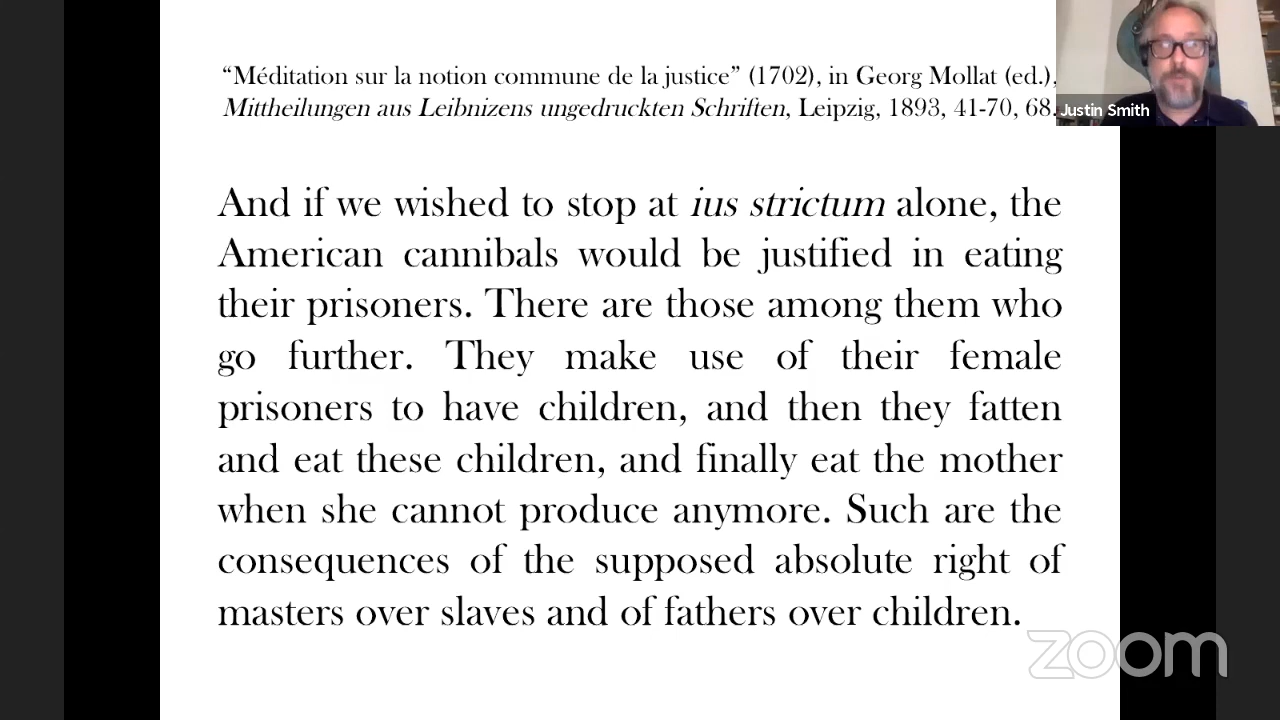 “Méditation sur la notion commune de la justice” (1702), in Georg Mollat (ed.),
Mittheilungen aus Leibnizens ungedruckten Schriften, Leipzig, 1893, 41-70, 68.
Justin Smith
And if we wished to stop at ius strictum alone, the
American cannibals would be justified in eating
their prisoners. There are those among them who
go further. They make use of their female
prisoners to have children, and then they fatten
and eat these children, and finally eat the mother
when she cannot produce anymore. Such are the
consequences of the supposed absolute right of
masters over slaves and of fathers over children.
zoom